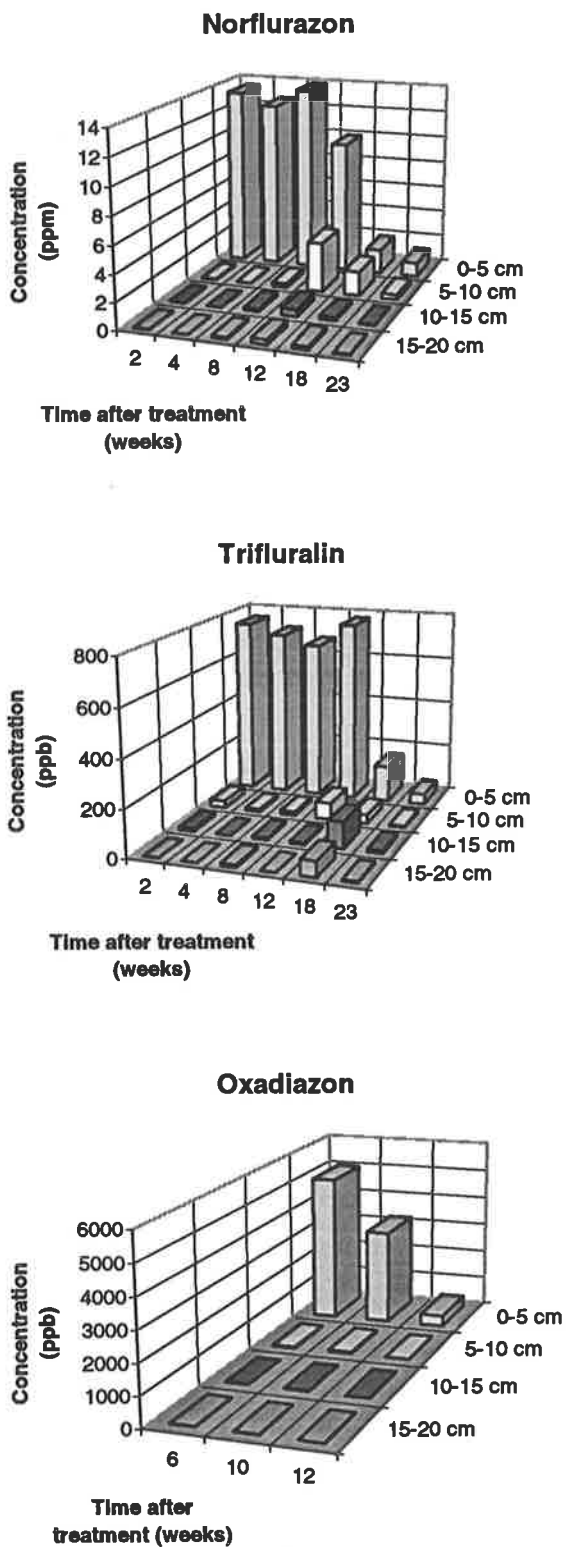 Norflurazon
14
12
10
8
6
4
2
0
Concentration
(ppm)
0-5 cm
5-10 cm
10-15 cm
15-20 cm
2 4 8 12 18 23
Time after treatment
(weeks)
Trifluralin
800
600
400
200
0
Concentration
(ppb)
0-5 cm
5-10 cm
10-15 cm
15-20 cm
2 4 8 12 18 23
Time after treatment
(weeks)
Oxadiazon
6000
5000
4000
3000
2000
1000
0
Concentration
(ppb)
0-5 cm
5-10 cm
10-15 cm
15-20 cm
6 10 12
Time after
treatment (weeks)